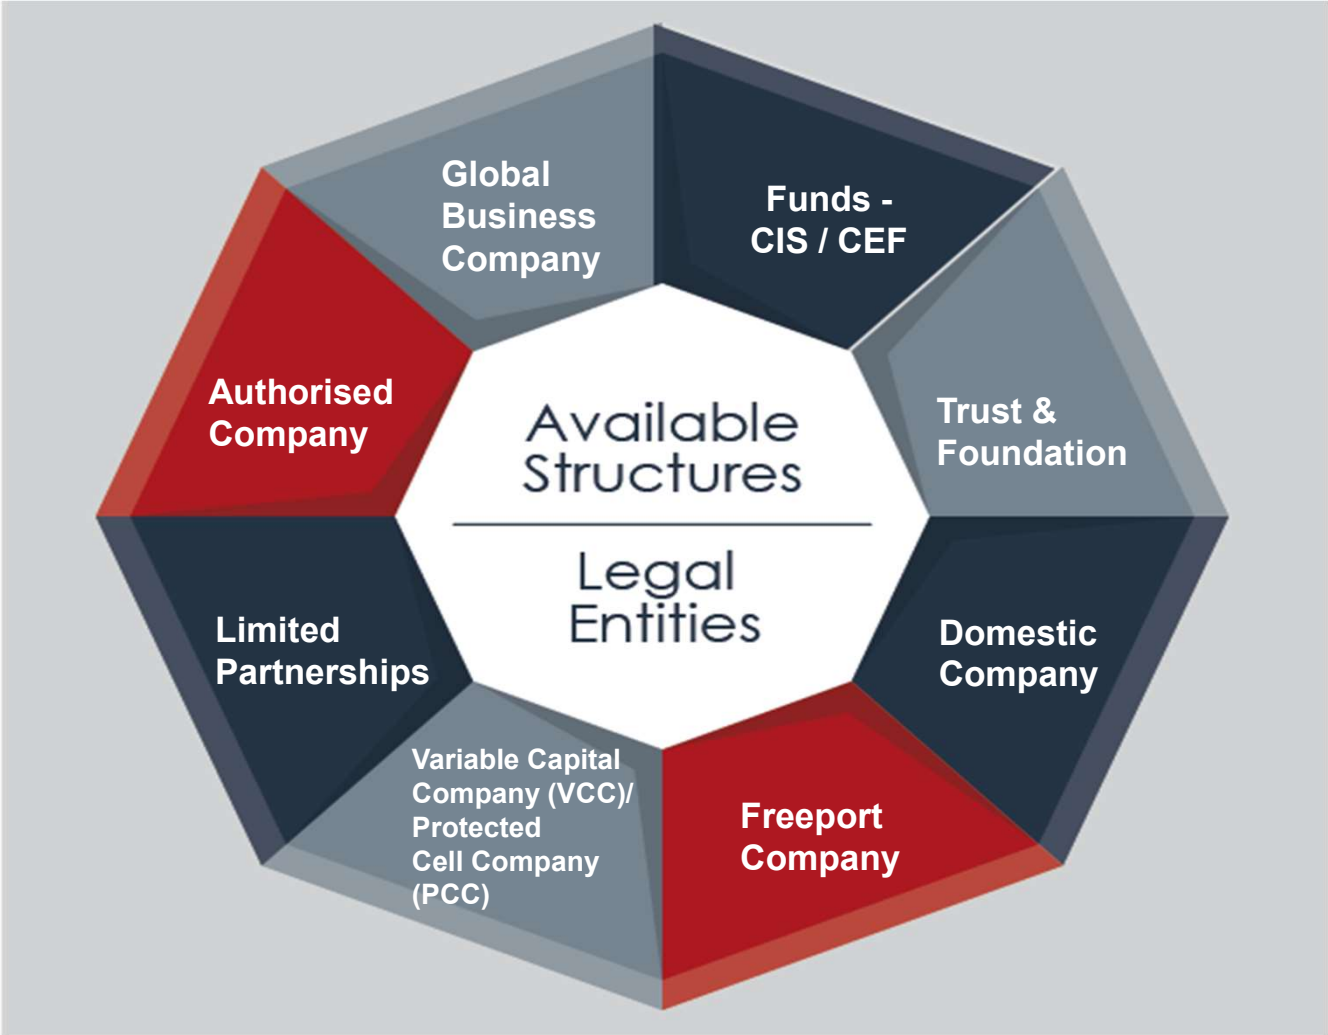 Global
Business
Company
Funds -
CIS / CEF
Authorised
Company
Available
Structures
Trust &
Foundation
Legal
Entities
Limited
Partnerships
Domestic
Company
Variable Capital
Company (VCC)/
Protected
Cell Company
(PCC)
Freeport
Company